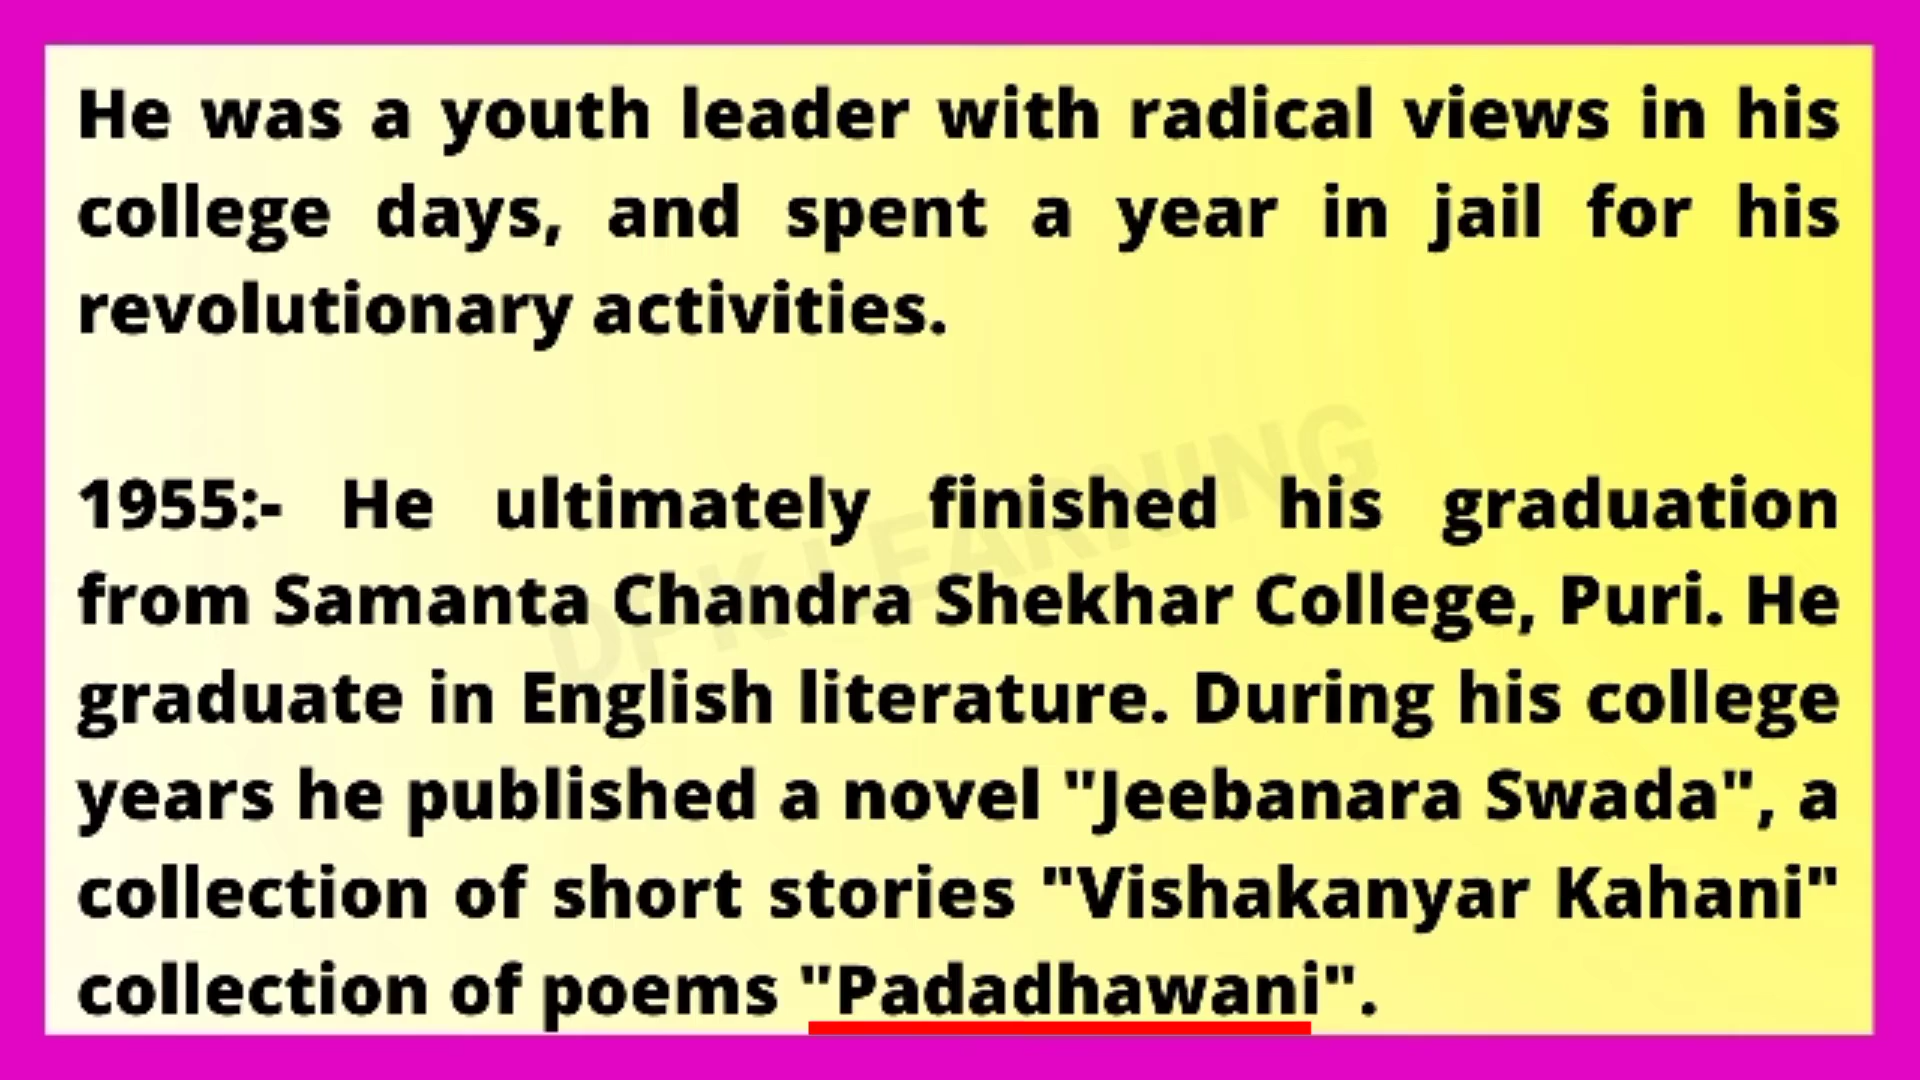 He was a youth leader with radical views in his
college days, and spent a year in jail for his
revolutionary activities.
1955:- He ultimately finished his graduation
from Samanta Chandra Shekhar College, Puri. He
graduate in English literature. During his college
years he published a novel "Jeebanara Swada", a
collection of short stories "Vishakanyar Kahani"
collection of poems "Padadhawani".
DFK LEARNING